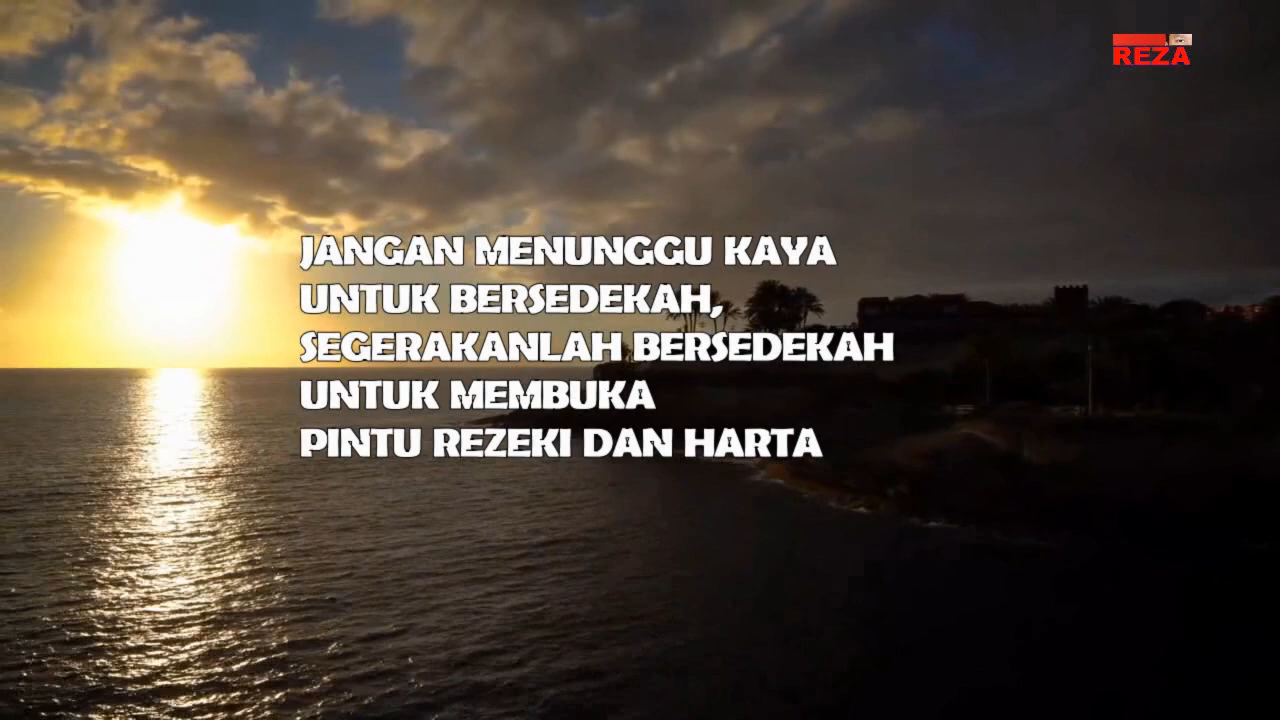 REZA
JANGAN MENUNGGU KAYA
UNTUK BERSEDEKAH,
SEGERAKANLAH BERSEDEKAH
UNTUK MEMBUKA
PINTU REZEKI DAN HARTA